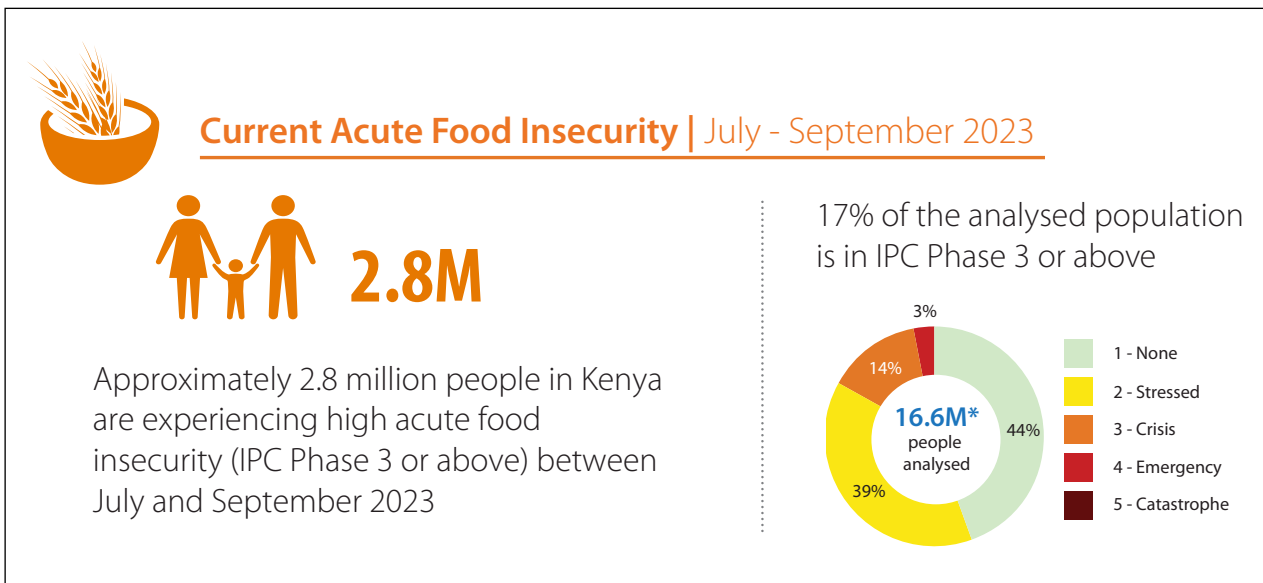 Current Acute Food Insecurity | July - September 2023
2.8M
Approximately 2.8 million people in Kenya
are experiencing high acute food
insecurity (IPC Phase 3 or above) between
July and September 2023
17% of the analysed population
is in IPC Phase 3 or above
3%
14%
44%
39%
16.6M*
people
analysed
1 - None
2 - Stressed
3 - Crisis
4 - Emergency
5 - Catastrophe